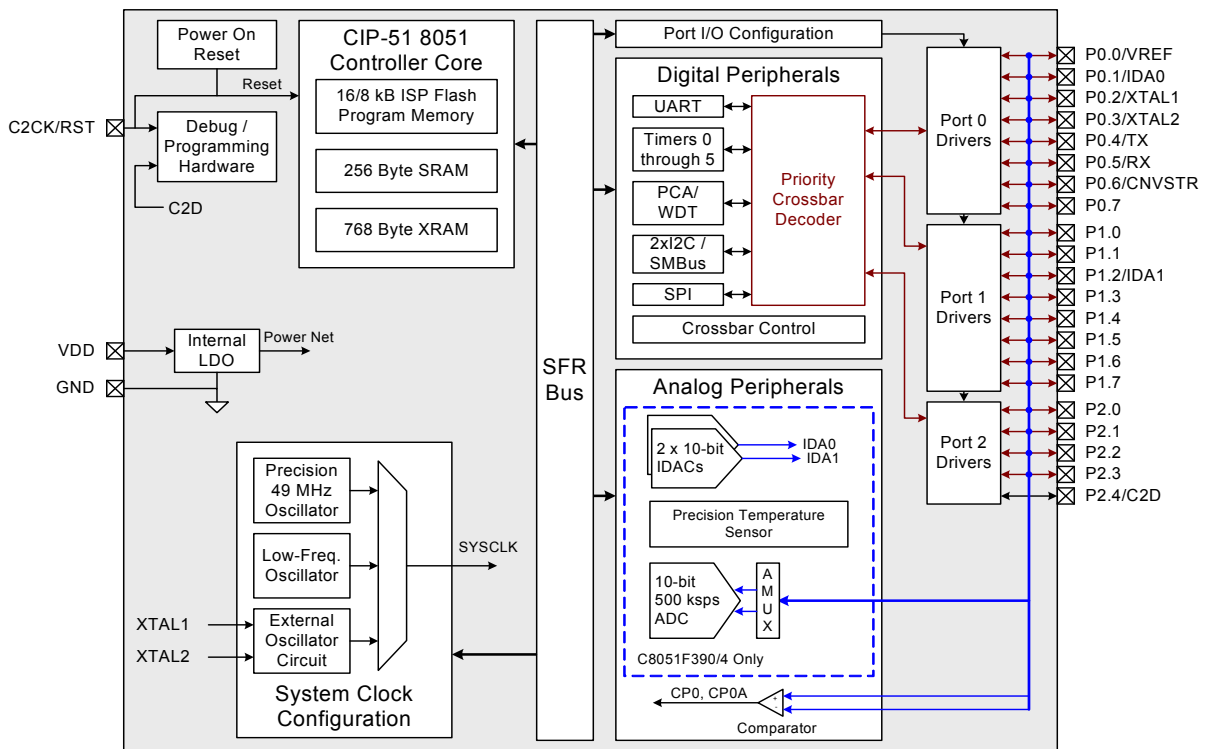 Power On
Reset
Reset
C2CK/RST
Debug /
Programming
Hardware
C2D
CIP-51 8051
Controller Core
16/8 kB ISP Flash
Program Memory
256 Byte SRAM
768 Byte XRAM
VDD
GND
Internal
LDO
Power Net
Precision
49 MHz
Oscillator
Low-Freq.
Oscillator
External
Oscillator
Circuit
XTAL1
XTAL2
SYSCLK
System Clock
Configuration
SFR
Bus
Port I/O Configuration
Digital Peripherals
UART
Timers 0
through 5
PCA/
WDT
2xI2C /
SMBus
SPI
Priority
Crossbar
Decoder
Crossbar Control
Analog Peripherals
2 x 10-bit
IDACs
IDA0
IDA1
Precision Temperature
Sensor
10-bit
500 ksps
ADC
A
M
U
X
C8051F390/4 Only
CP0, CP0A
+
-
Comparator
Port 0
Drivers
Port 1
Drivers
Port 2
Drivers
P0.0/VREF
P0.1/IDA0
P0.2/XTAL1
P0.3/XTAL2
P0.4/TX
P0.5/RX
P0.6/CNVSTR
P0.7
P1.0
P1.1
P1.2/IDA1
P1.3
P1.4
P1.5
P1.6
P1.7
P2.0
P2.1
P2.2
P2.3
P2.4/C2D